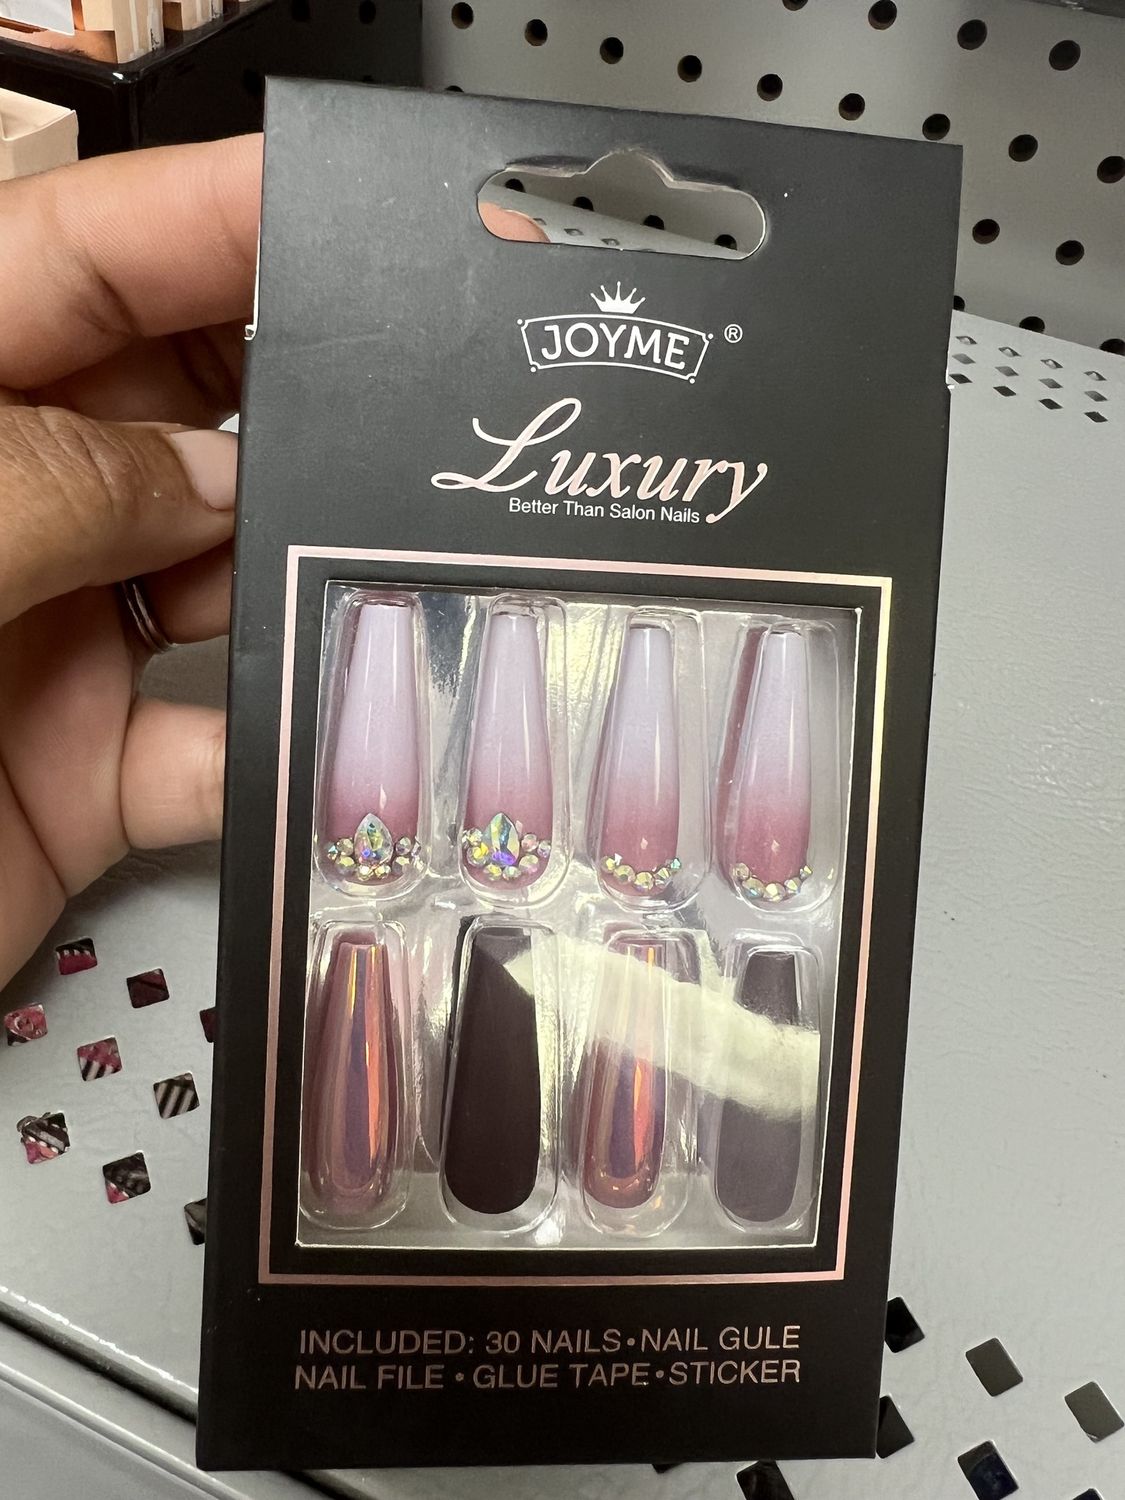 JOYME®
Luxury
Better Than Salon Nails
INCLUDED: 30 NAILS•NAIL GULE
NAIL FILE • GLUE TAPE•STICKER